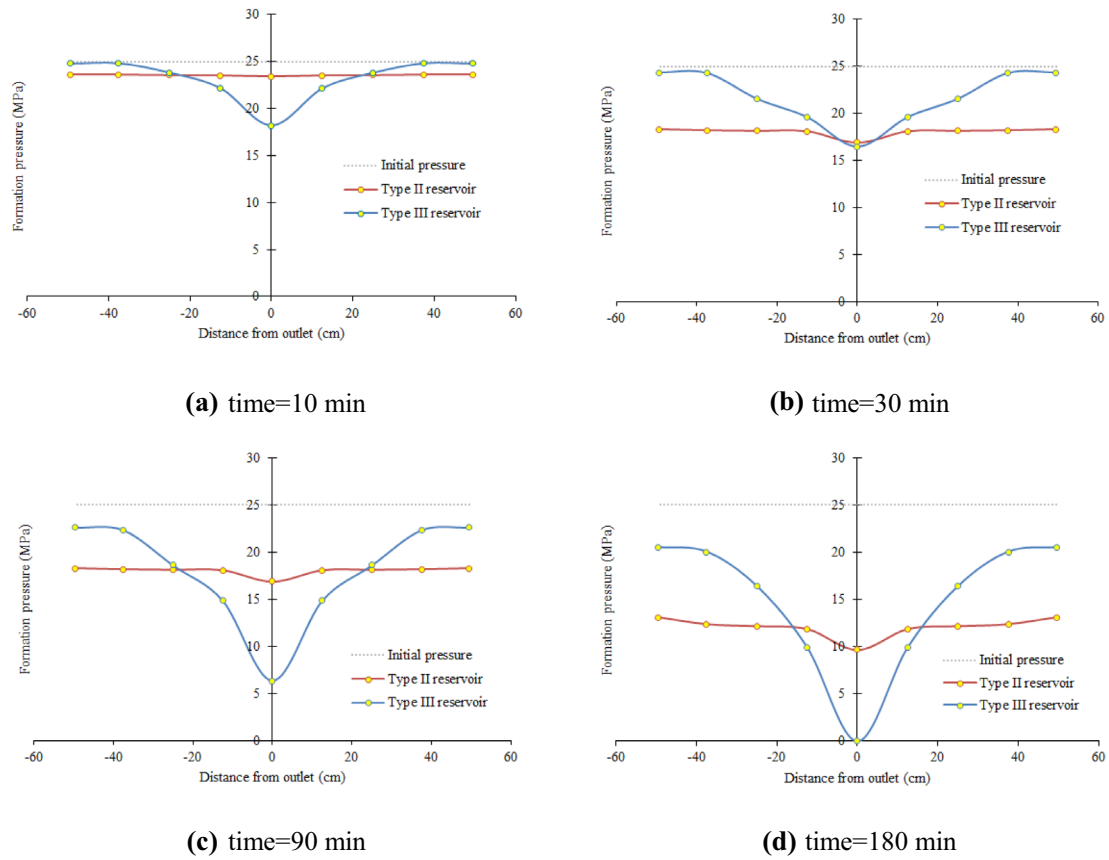 30
25
20
15
10
5
0
-60 -40 -20 0 20 40 60
Formation pressure (MPa)
Distance from outlet (cm)
Initial pressure
Type II reservoir
Type III reservoir
(a) time=10 min
30
25
20
15
10
5
0
-60 -40 -20 0 20 40 60
Formation pressure (MPa)
Distance from outlet (cm)
Initial pressure
Type II reservoir
Type III reservoir
(b) time=30 min
30
25
20
15
10
5
0
-60 -40 -20 0 20 40 60
Formation pressure (MPa)
Distance from outlet (cm)
Initial pressure
Type II reservoir
Type III reservoir
(c) time=90 min
30
25
20
15
10
5
0
-60 -40 -20 0 20 40 60
Formation pressure (MPa)
Distance from outlet (cm)
Initial pressure
Type II reservoir
Type III reservoir
(d) time=180 min